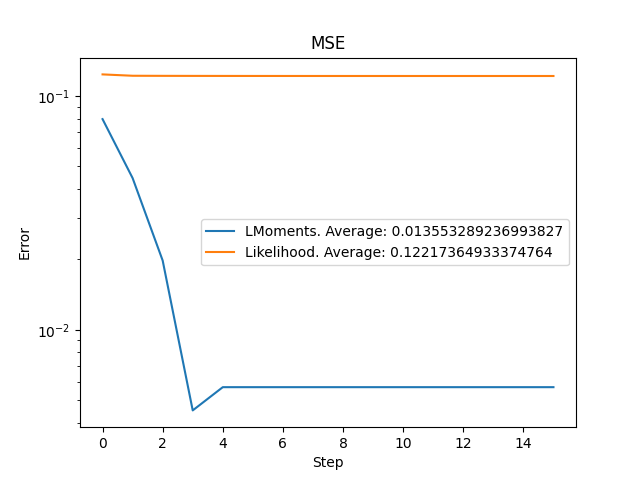 MSE
10⁻¹
10⁻²
Error
LMoments. Average: 0.013553289236993827
Likelihood. Average: 0.12217364933374764
0 2 4 6 8 10 12 14
Step